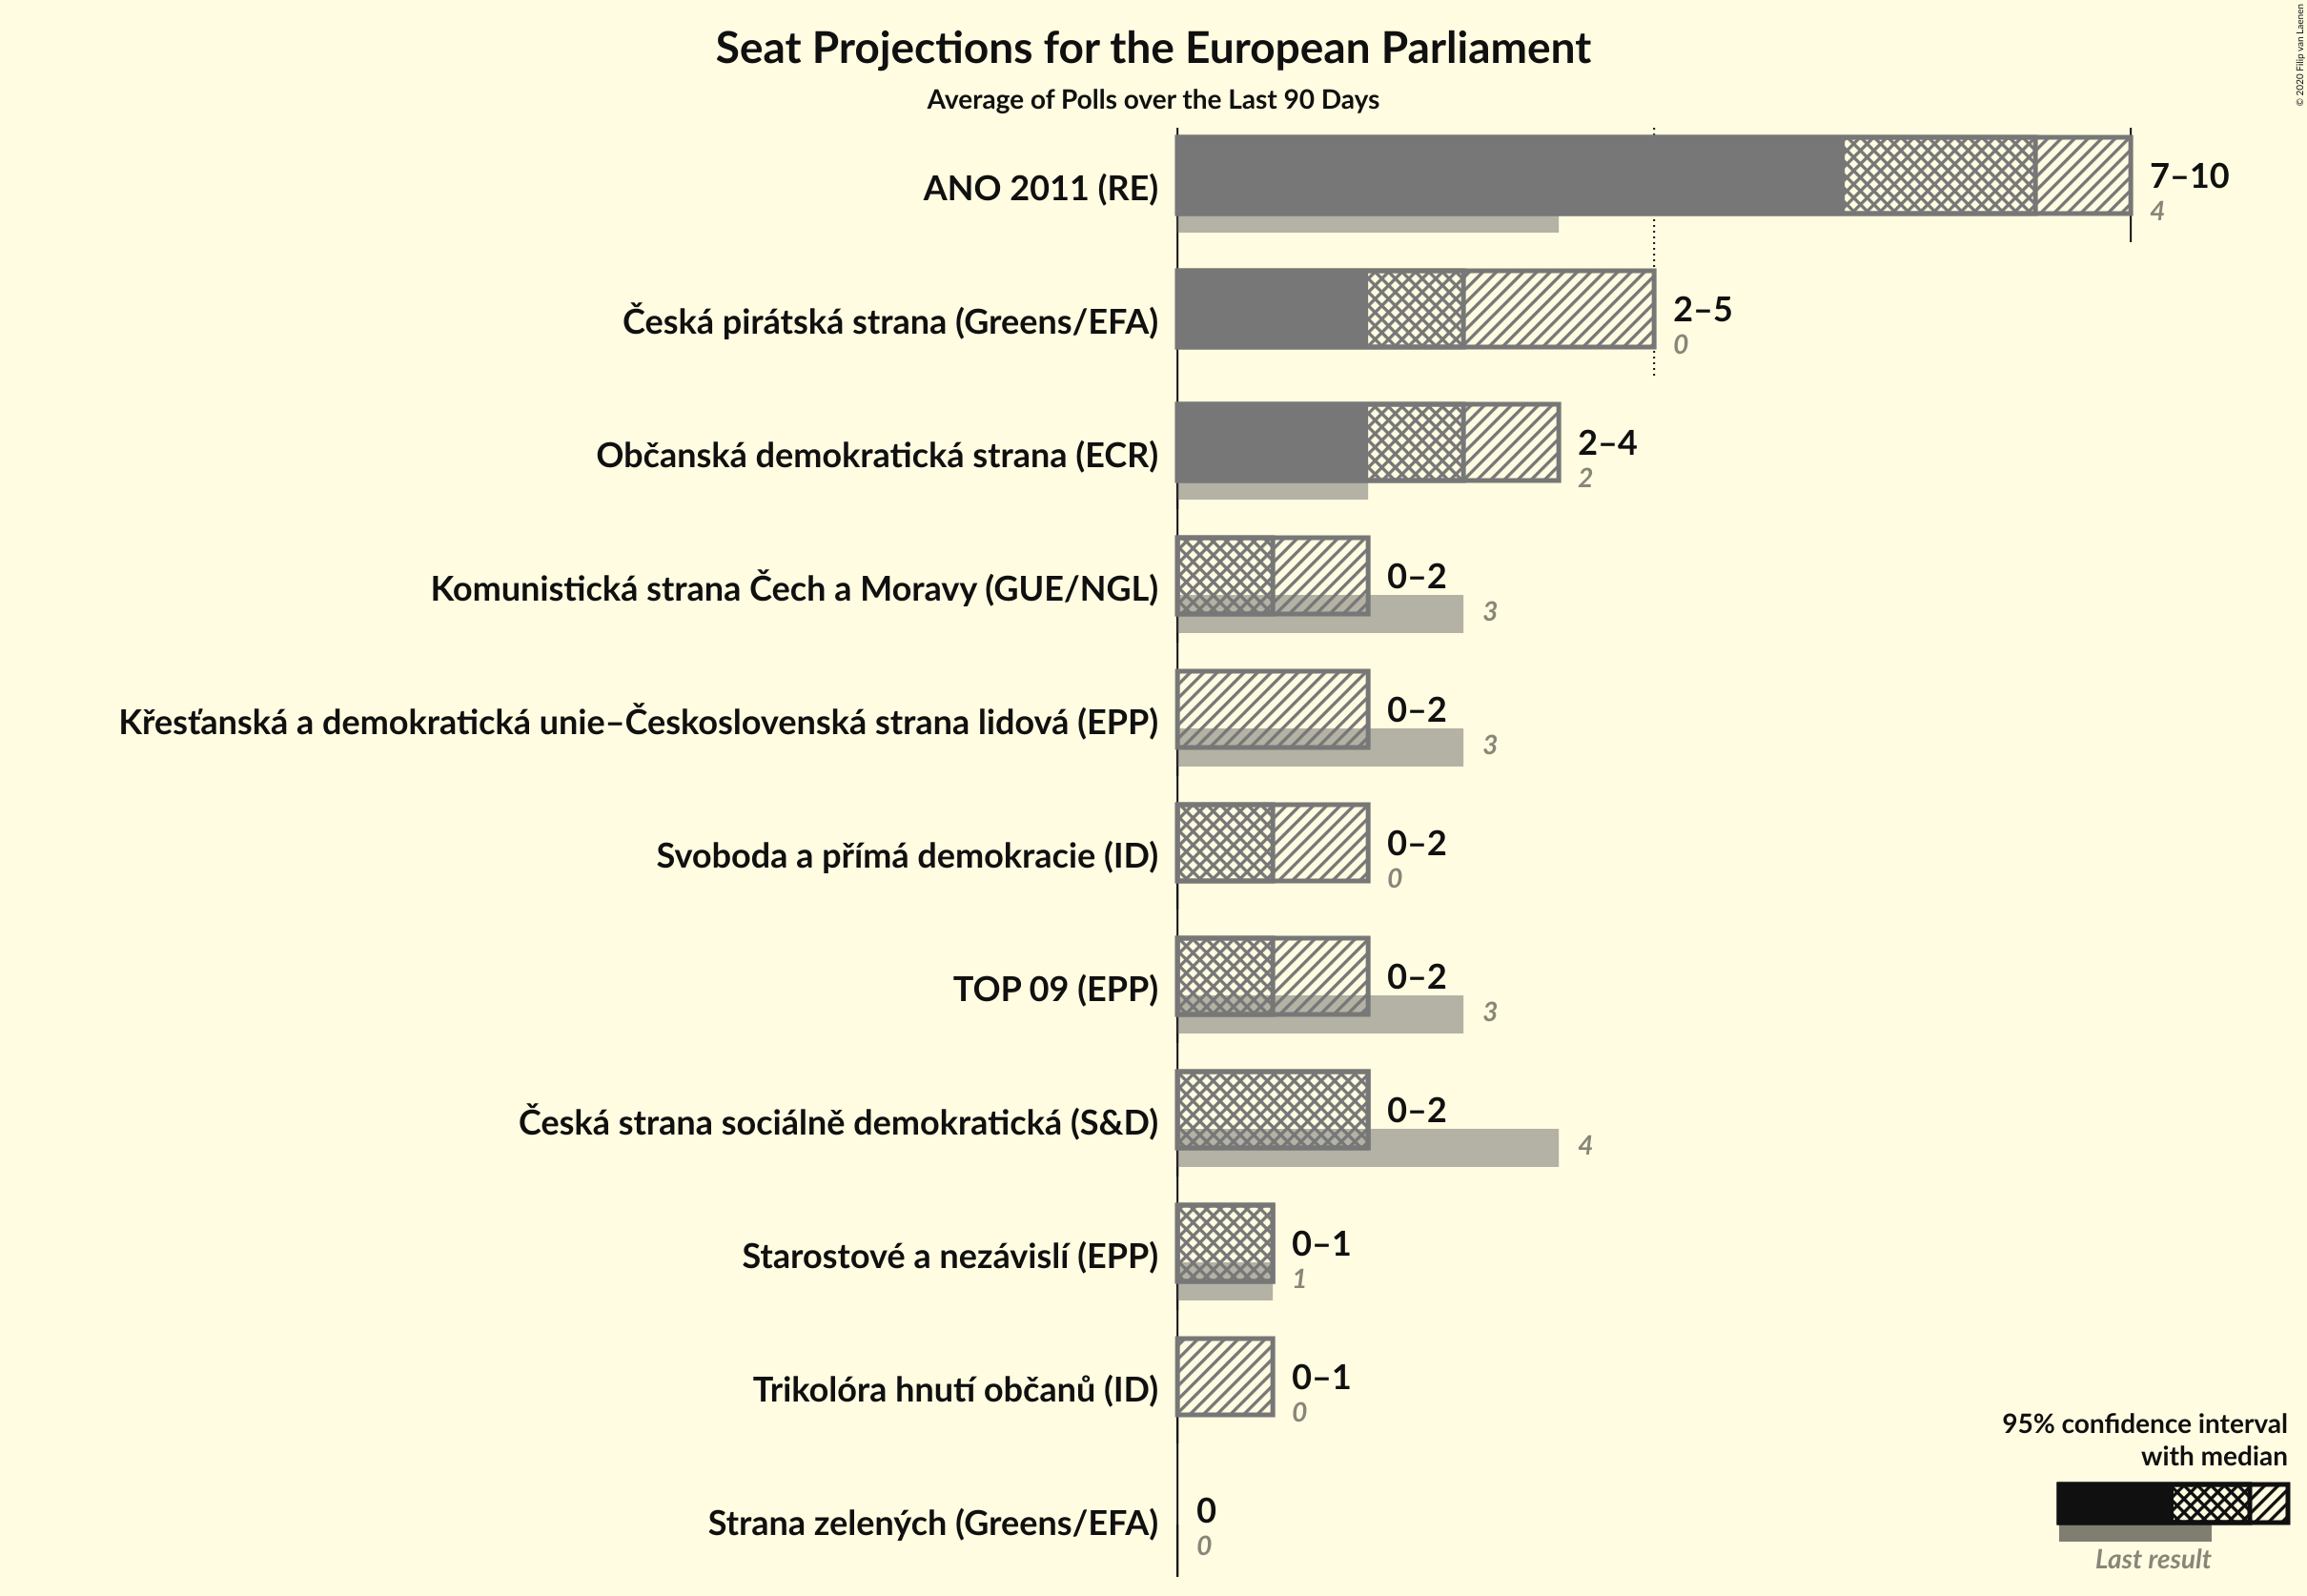 Seat Projections for the European Parliament
Average of Polls over the Last 90 Days
© 2020 Filip van Laenen
ANO 2011 (RE)
7–10
4
Česká pirátská strana (Greens/EFA)
2–5
0
Občanská demokratická strana (ECR)
2–4
2
Komunistická strana Čech a Moravy (GUE/NGL)
0–2
3
Křesťanská a demokratická unie–Československá strana lidová (EPP)
0–2
3
Svoboda a přímá demokracie (ID)
0–2
0
TOP 09 (EPP)
0–2
3
Česká strana sociálně demokratická (S&D)
0–2
4
Starostové a nezávislí (EPP)
0–1
1
Trikolóra hnutí občanů (ID)
0–1
0
Strana zelených (Greens/EFA)
0
0
95% confidence interval
with median
Last result